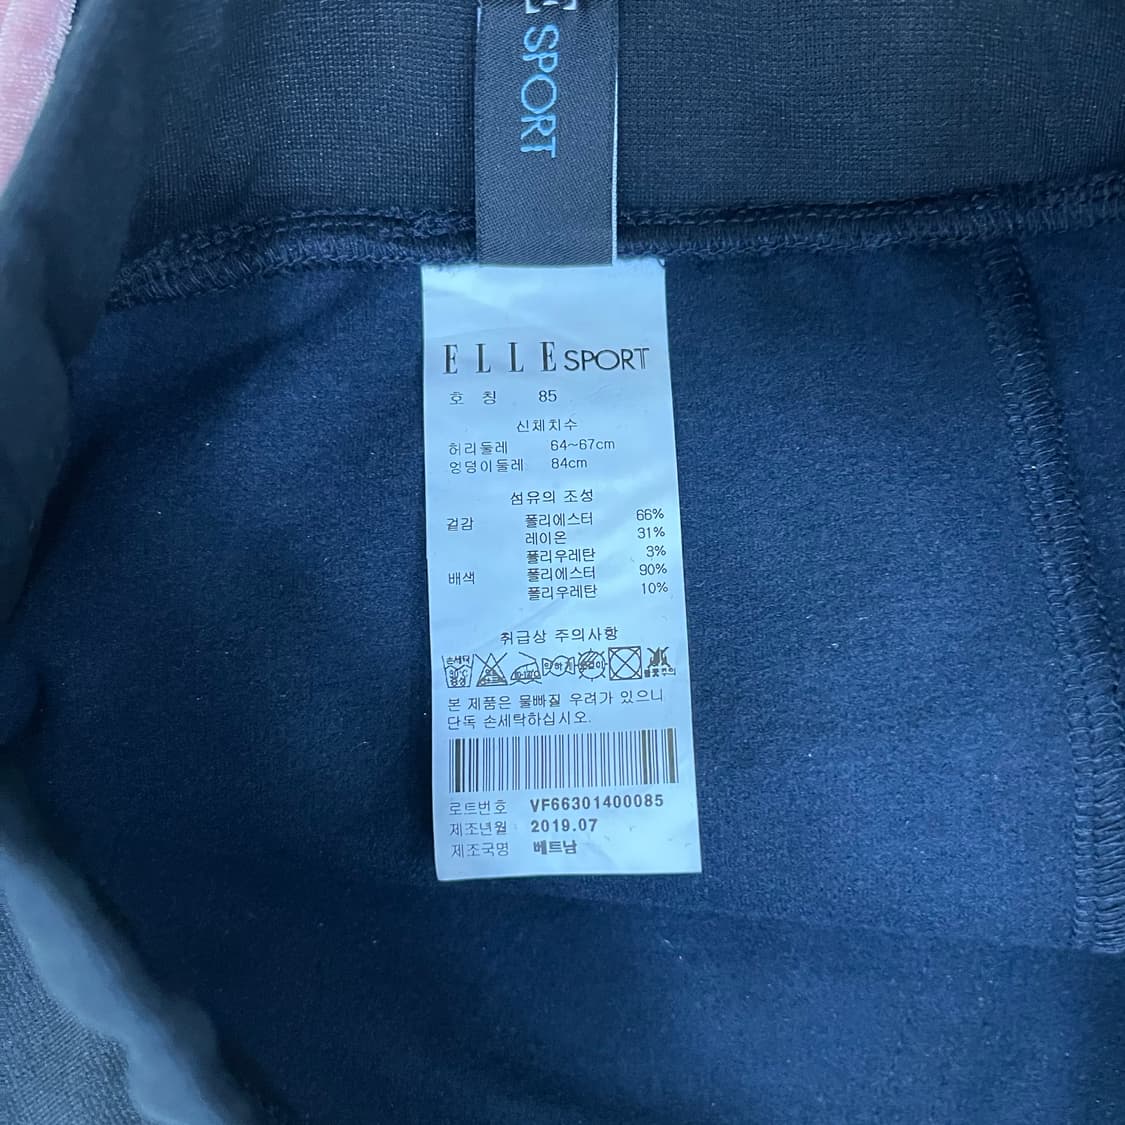 SPORT
ELLE SPORT
호 칭 85
신체치수
허리둘레 64~67cm
엉덩이둘레 84cm
섬유의 조성
겉감 폴리에스터 66%
레이온 31%
폴리우레탄 3%
배색 폴리에스터 90%
폴리우레탄 10%
취급상 주의사항
본 제품은 물빠질 우려가 있으니
단독 손세탁하십시오.
로트번호 VF66301400085
제조년월 2019.07
제조국명 베트남